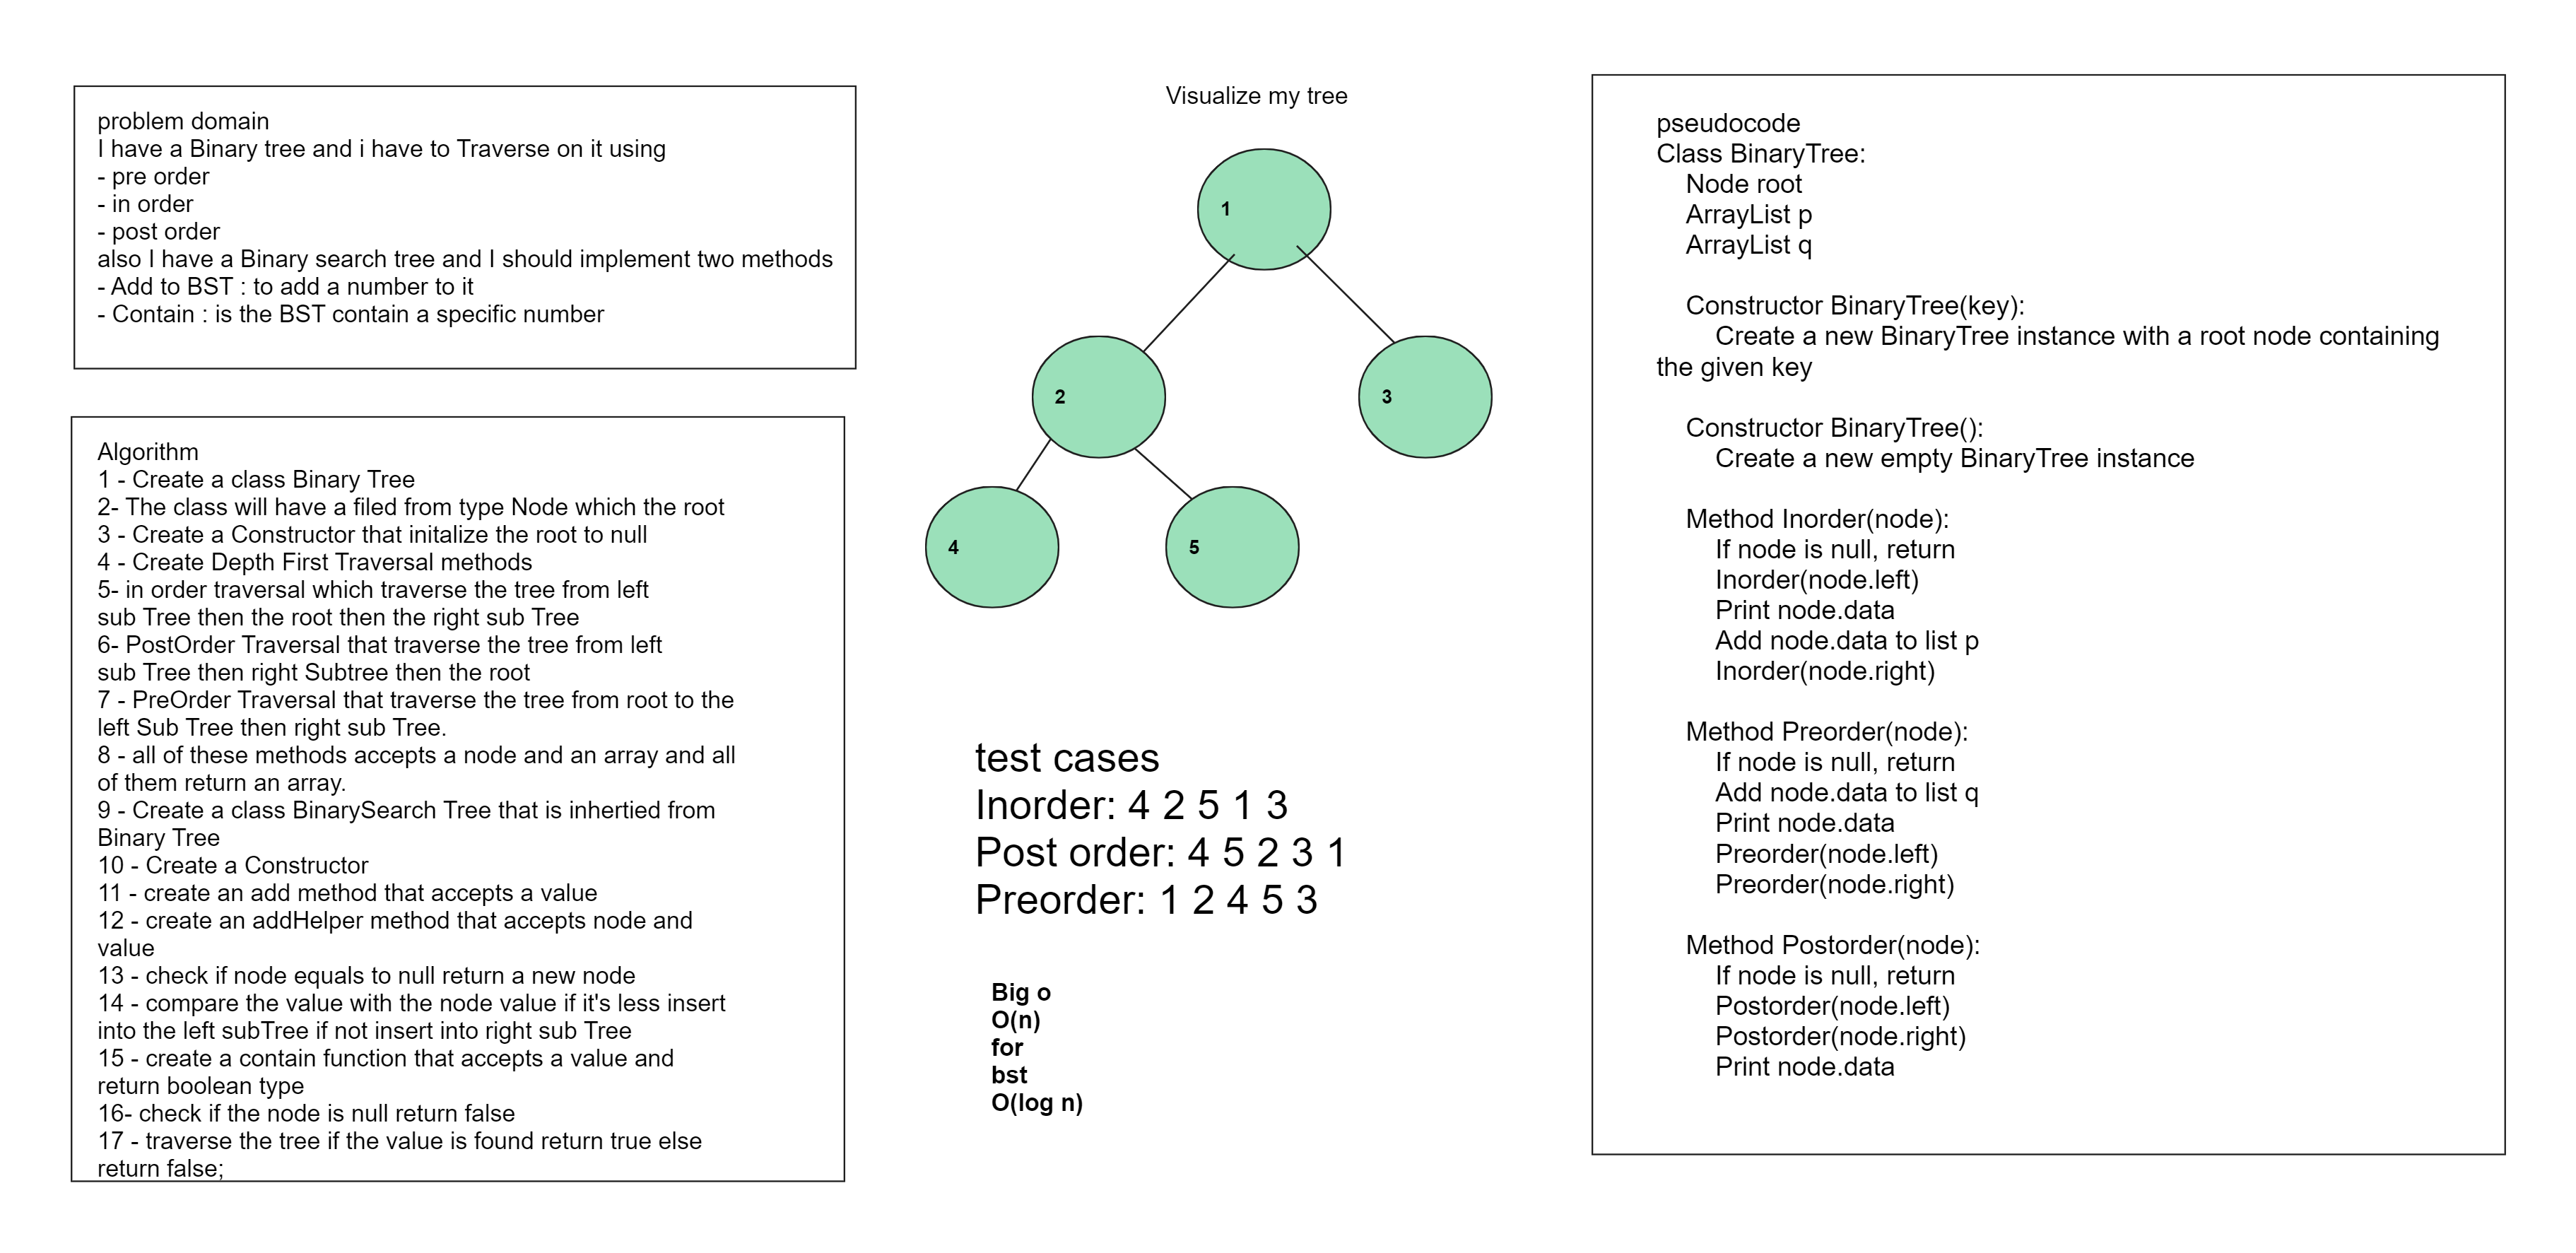 problem domain
I have a Binary tree and i have to Traverse on it using
- pre order
- in order
- post order
also I have a Binary search tree and I should implement two methods
- Add to BST : to add a number to it
- Contain : is the BST contain a specific number
Algorithm
1 - Create a class Binary Tree
2- The class will have a filed from type Node which the root
3 - Create a Constructor that initalize the root to null
4 - Create Depth First Traversal methods
5- in order traversal which traverse the tree from left
sub Tree then the root then the right sub Tree
6- PostOrder Traversal that traverse the tree from left
sub Tree then right Subtree then the root
7 - PreOrder Traversal that traverse the tree from root to the
left Sub Tree then right sub Tree.
8 - all of these methods accepts a node and an array and all
of them return an array.
9 - Create a class BinarySearch Tree that is inhertied from
Binary Tree
10 - Create a Constructor
11 - create an add method that accepts a value
12 - create an addHelper method that accepts node and
value
13 - check if node equals to null return a new node
14 - compare the value with the node value if it's less insert
into the left subTree if not insert into right sub Tree
15 - create a contain function that accepts a value and
return boolean type
16- check if the node is null return false
17 - traverse the tree if the value is found return true else
return false;
Visualize my tree
1
2
3
4
5
test cases
Inorder: 4 2 5 1 3
Post order: 4 5 2 3 1
Preorder: 1 2 4 5 3
Big o
O(n)
for
bst
O(log n)
pseudocode
Class BinaryTree:
Node root
ArrayList p
ArrayList q
Constructor BinaryTree(key):
Create a new BinaryTree instance with a root node containing
the given key
Constructor BinaryTree():
Create a new empty BinaryTree instance
Method Inorder(node):
If node is null, return
Inorder(node.left)
Print node.data
Add node.data to list p
Inorder(node.right)
Method Preorder(node):
If node is null, return
Add node.data to list q
Print node.data
Preorder(node.left)
Preorder(node.right)
Method Postorder(node):
If node is null, return
Postorder(node.left)
Postorder(node.right)
Print node.data